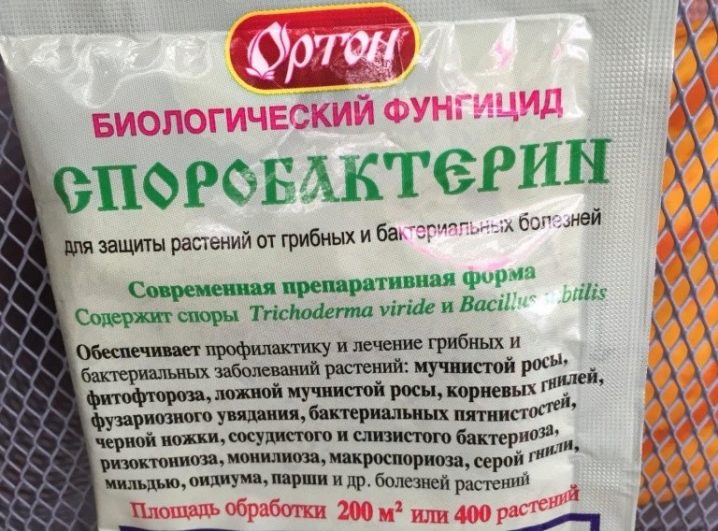 Ортон
БИОЛОГИЧЕСКИЙ ФУНГИЦИД
СПОРОБАКТЕРИН
для защиты растений от грибных и бактериальных болезней
Современная препаративная форма
Содержит споры Trichoderma viride и Bacillus subtilis
Обеспечивает профилактику и лечение грибных и
бактериальных заболеваний растений: мучнистой росы,
фитофтороза, ложной мучнистой росы, корневых гнилей,
фузариозного увядания, бактериальных пятнистостей,
черной ножки, сосудистого и слизистого бактериоза,
ризоктониоза, монилиоза, макроспориоза, серой гнили,
мильдью, оидиума, парши и др. болезней растений
Площадь обработки 200 м² или 400 растений